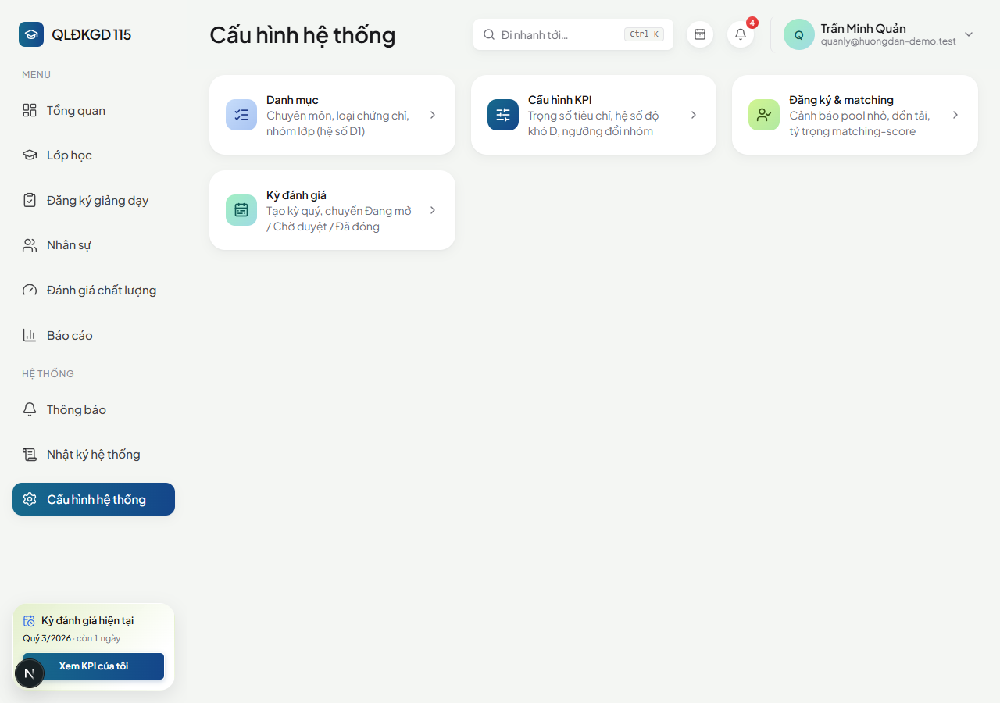 QLĐKGD 115
Cấu hình hệ thống
Đi nhanh tới...
Ctrl K
4
Q
Trần Minh Quản
quanly@huongdan-demo.test
MENU
Tổng quan
Lớp học
Đăng ký giảng dạy
Nhân sự
Đánh giá chất lượng
Báo cáo
HỆ THỐNG
Thông báo
Nhật ký hệ thống
Cấu hình hệ thống
Danh mục
Chuyên môn, loại chứng chỉ,
nhóm lớp (hệ số D1)
Cấu hình KPI
Trọng số tiêu chí, hệ số độ
khó D, ngưỡng đổi nhóm
Đăng ký & matching
Cảnh báo pool nhỏ, dồn tải,
tỷ trọng matching-score
Kỳ đánh giá
Tạo kỳ quý, chuyển Đang mở
/ Chờ duyệt / Đã đóng
Kỳ đánh giá hiện tại
Quý 3/2026 · còn 1 ngày
Xem KPI của tôi
N